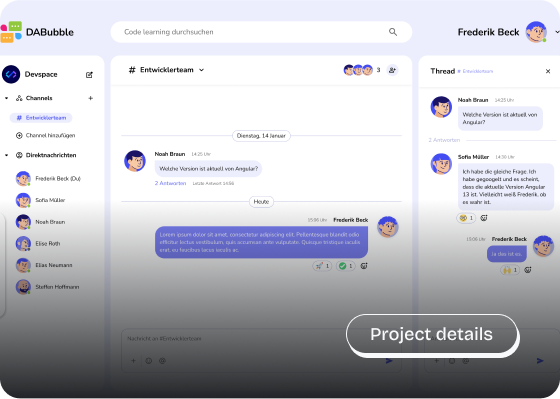 DABubble
Code learning durchsuchen
Frederik Beck
Devspace
Channels
# Entwicklerteam
Channel hinzufügen
Direktnachrichten
Frederik Beck (Du)
Sofia Müller
Noah Braun
Elise Roth
Elias Neumann
Steffen Hoffmann
# Entwicklerteam
3
Dienstag, 14 Januar
Noah Braun 14:25 Uhr
Welche Version ist aktuell von Angular?
2 Antworten Letzte Antwort 14:56
Heute
15:06 Uhr Frederik Beck
Lorem ipsum dolor sit amet, consectetur adipiscing elit. Pellentesque blandit odio
efficitur lectus vestibulum, quis accumsan ante vulputate. Quisque tristique iaculis
erat, eu faucibus lacus iaculis ac.
1
1
Nachricht an #Entwicklerteam
Thread # Entwicklerteam
Noah Braun 14:25 Uhr
Welche Version ist aktuell von
Angular?
2 Antworten
Sofia Müller 14:30 Uhr
Ich habe die gleiche Frage. Ich
habe gegoogelt und es scheint,
dass die aktuelle Version Angular
13 ist. Vielleicht weiß Frederik, ob
es wahr ist.
1
15:06 Uhr Frederik Beck
Ja das ist es.
1
Project details